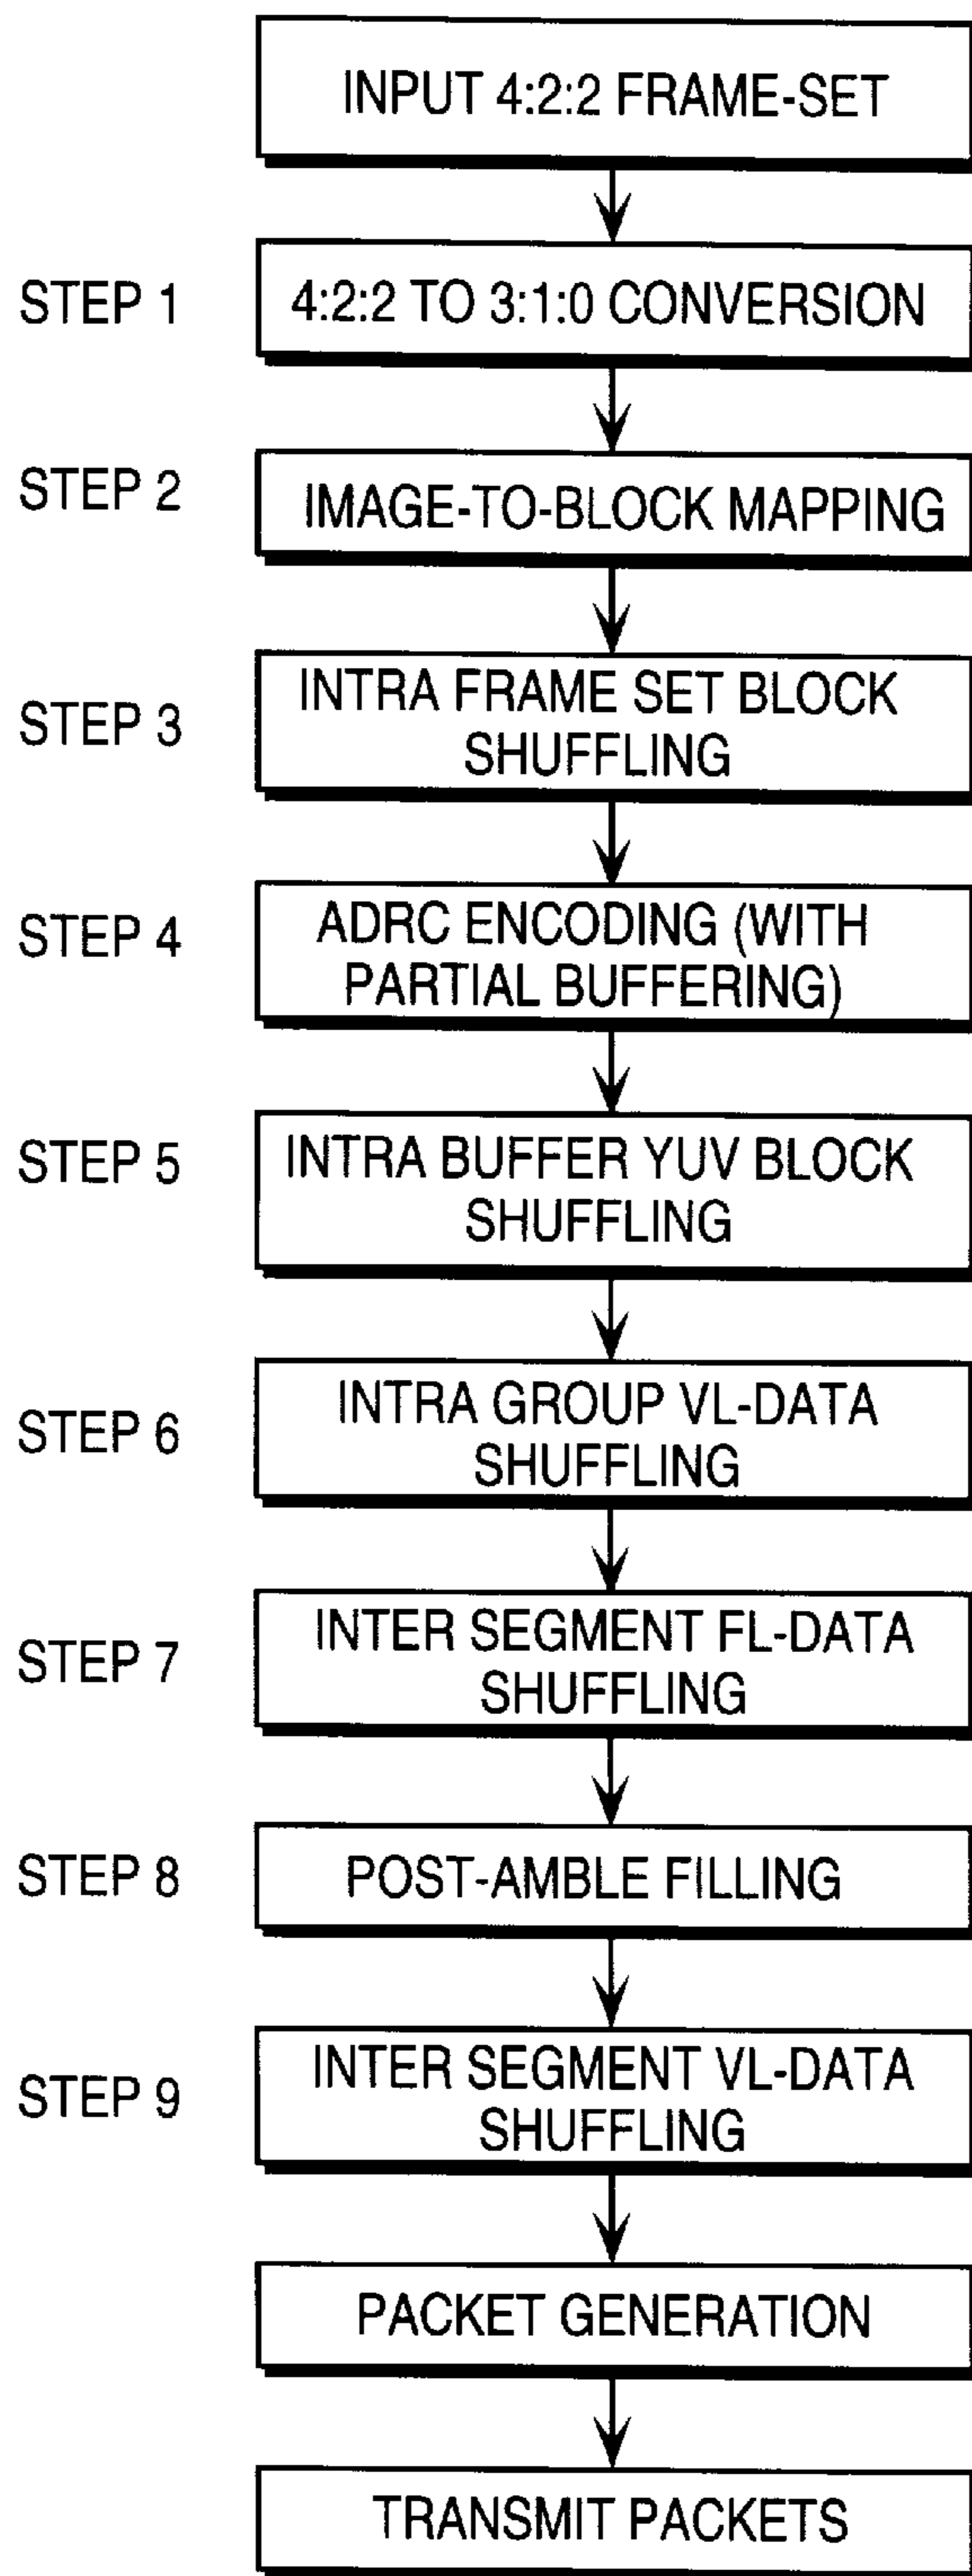 INPUT 4:2:2 FRAME-SET
STEP 1
4:2:2 TO 3:1:0 CONVERSION
STEP 2
IMAGE-TO-BLOCK MAPPING
STEP 3
INTRA FRAME SET BLOCK
SHUFFLING
STEP 4
ADRC ENCODING (WITH
PARTIAL BUFFERING)
STEP 5
INTRA BUFFER YUV BLOCK
SHUFFLING
STEP 6
INTRA GROUP VL-DATA
SHUFFLING
STEP 7
INTER SEGMENT FL-DATA
SHUFFLING
STEP 8
POST-AMBLE FILLING
STEP 9
INTER SEGMENT VL-DATA
SHUFFLING
PACKET GENERATION
TRANSMIT PACKETS